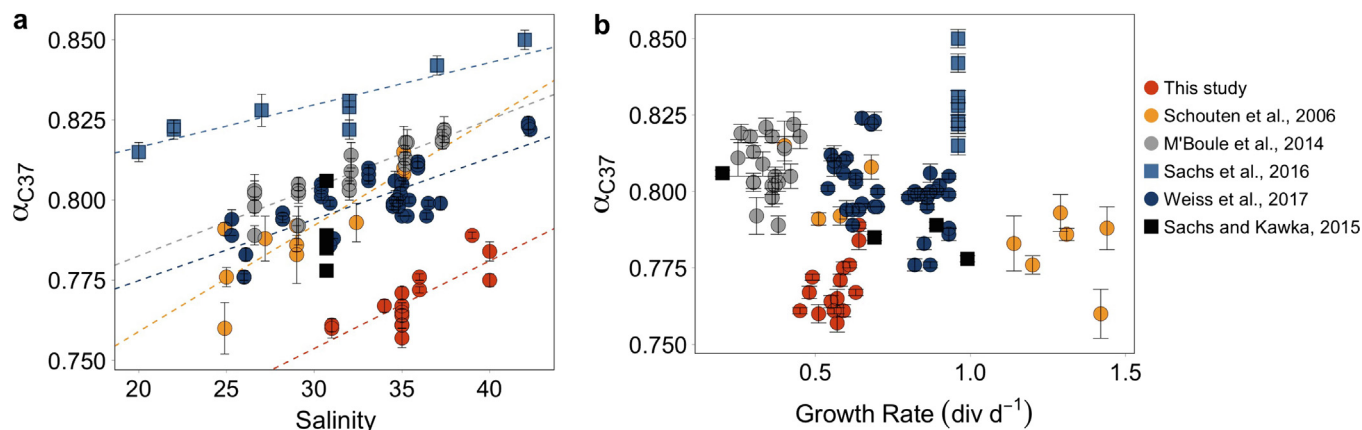 a
αC37
0.850
0.825
0.800
0.775
0.750
20 25 30 35 40
Salinity
b
αC37
0.850
0.825
0.800
0.775
0.750
0.5 1.0 1.5
Growth Rate (div d⁻¹)
This study
Schouten et al., 2006
M'Boule et al., 2014
Sachs et al., 2016
Weiss et al., 2017
Sachs and Kawka, 2015